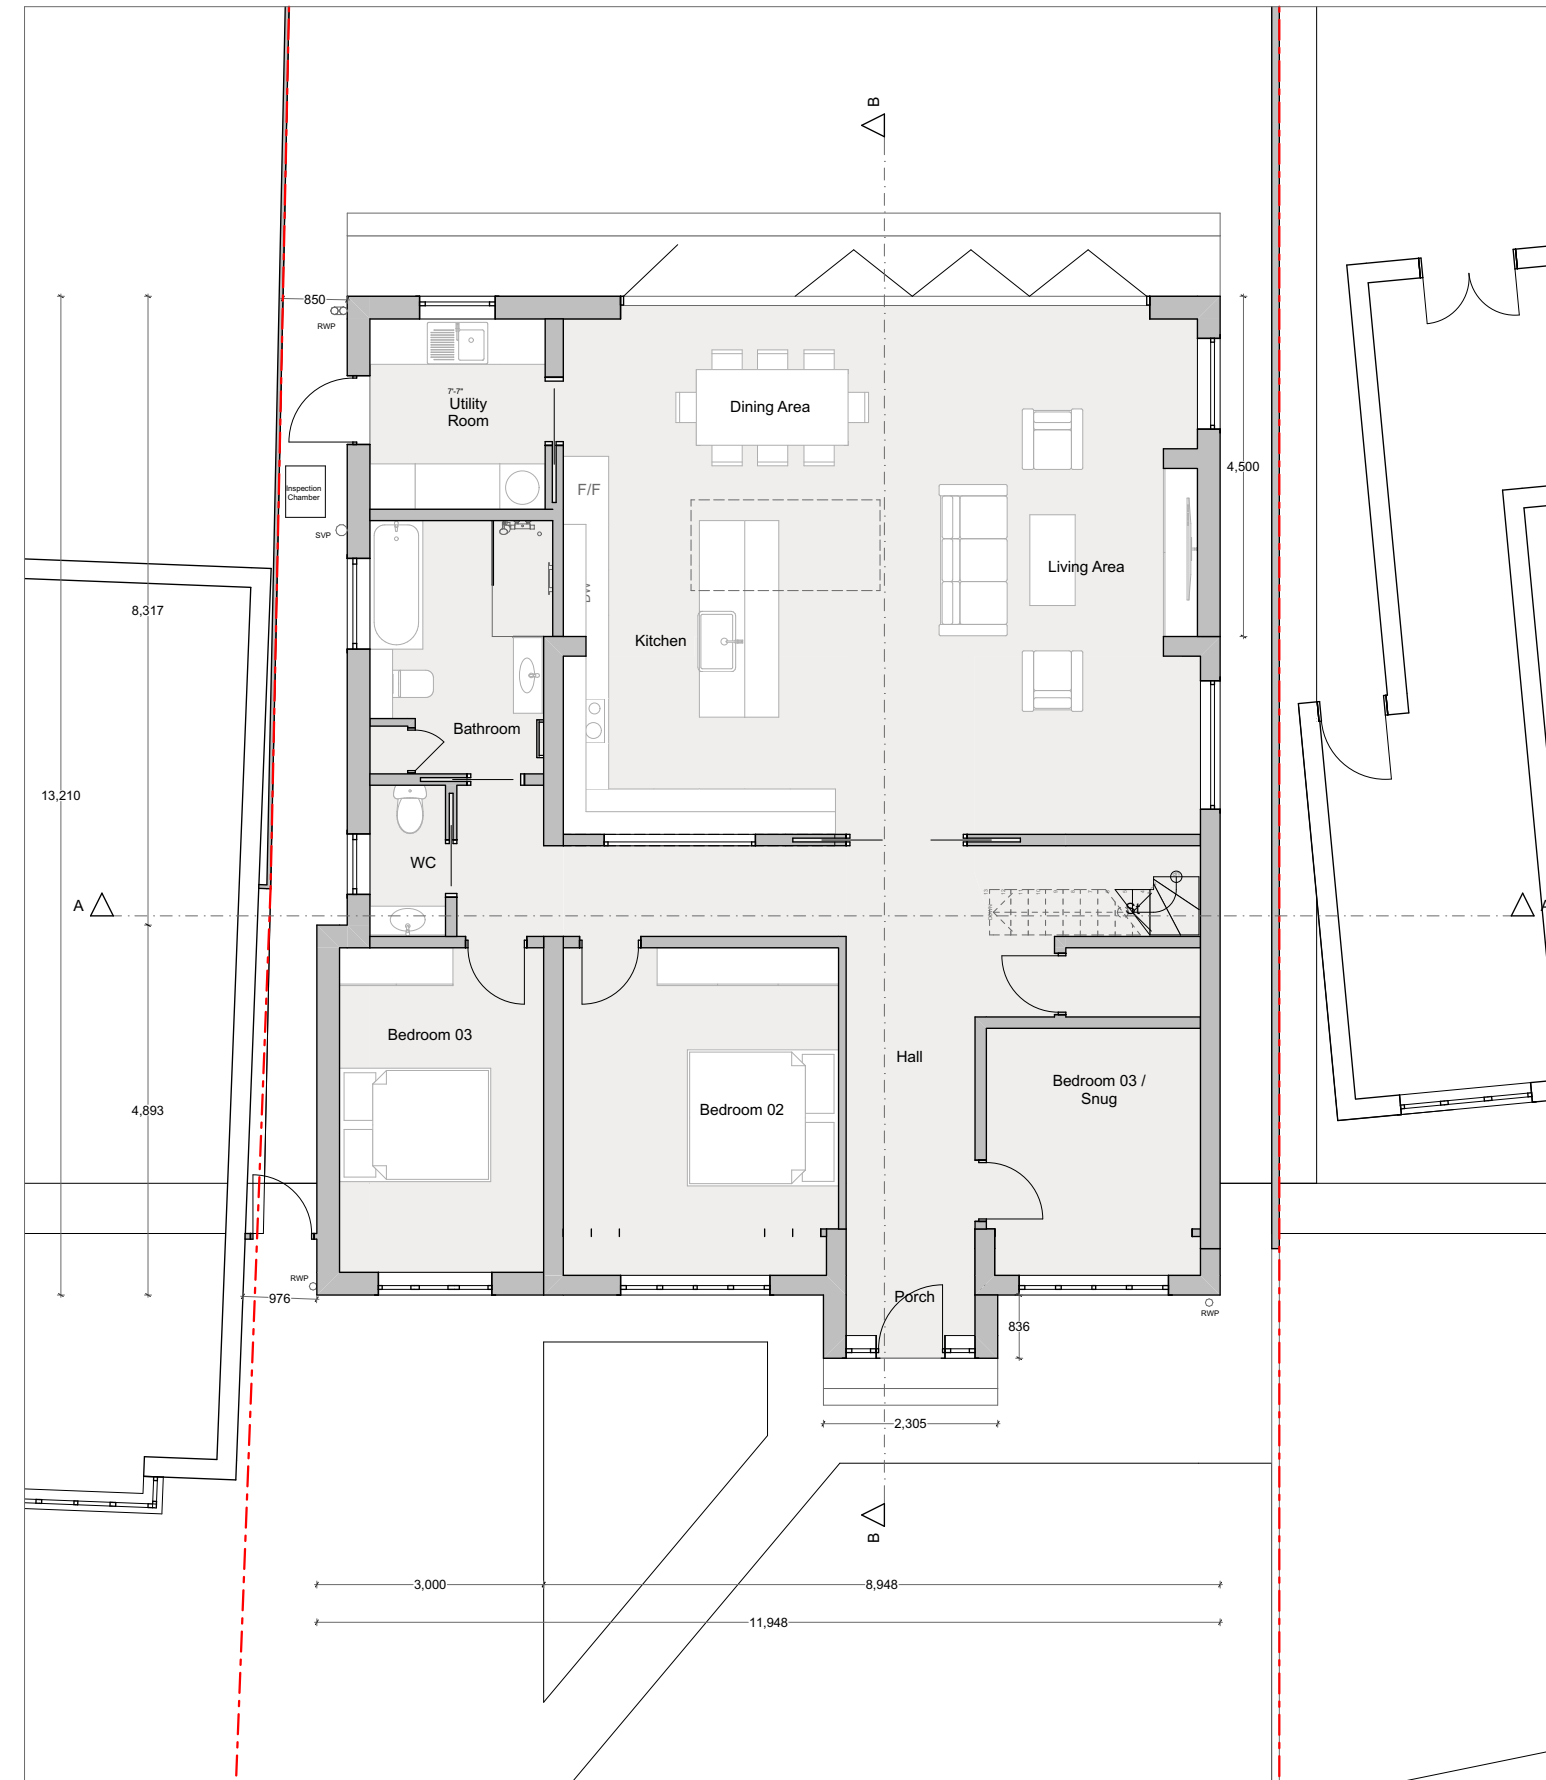 B
850
RWP
7'-7"
Utility
Room
Dining Area
4,500
F/F
Inspection
Chamber
SVP
Living Area
8,317
Kitchen
Bathroom
13,210
WC
A
St
A
Bedroom 03
Hall
Bedroom 03 /
Snug
Bedroom 02
4,893
RWP
976
Porch
RWP
836
2,305
B
3,000
8,948
11,948